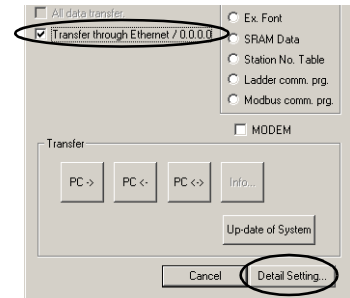 All data transfer.
Transfer through Ethernet / 0.0.0.0
Ex. Font
SRAM Data
Station No. Table
Ladder comm. prg.
Modbus comm. prg.
MODEM
Transfer
PC ->
PC <-
PC <->
Info...
Up-date of System
Cancel
Detail Setting...